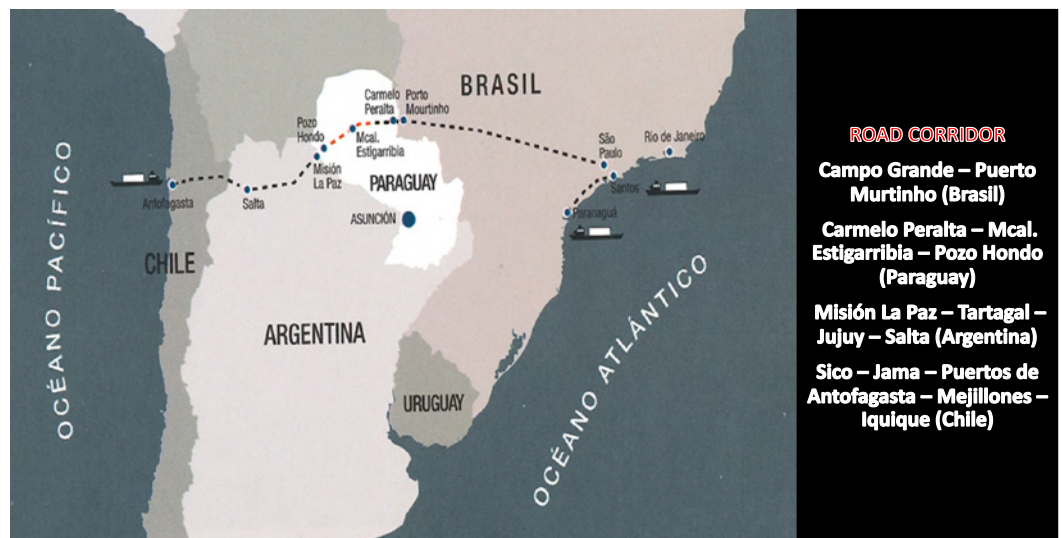 BRASIL
Carmelo
Peralta
Porto
Mourtinho
Pozo
Hondo
Mcal.
Estigarribia
Misión
La Paz
PARAGUAY
ASUNCIÓN
São
Paulo
Rio de Janeiro
Santos
Paranaguá
Antofagasta
Salta
CHILE
ARGENTINA
URUGUAY
OCÉANO PACÍFICO
OCÉANO ATLÁNTICO
ROAD CORRIDOR
Campo Grande – Puerto
Murtinho (Brasil)
Carmelo Peralta – Mcal.
Estigarribia – Pozo Hondo
(Paraguay)
Misión La Paz – Tartagal –
Jujuy – Salta (Argentina)
Sico – Jama – Puertos de
Antofagasta – Mejillones –
Iquique (Chile)